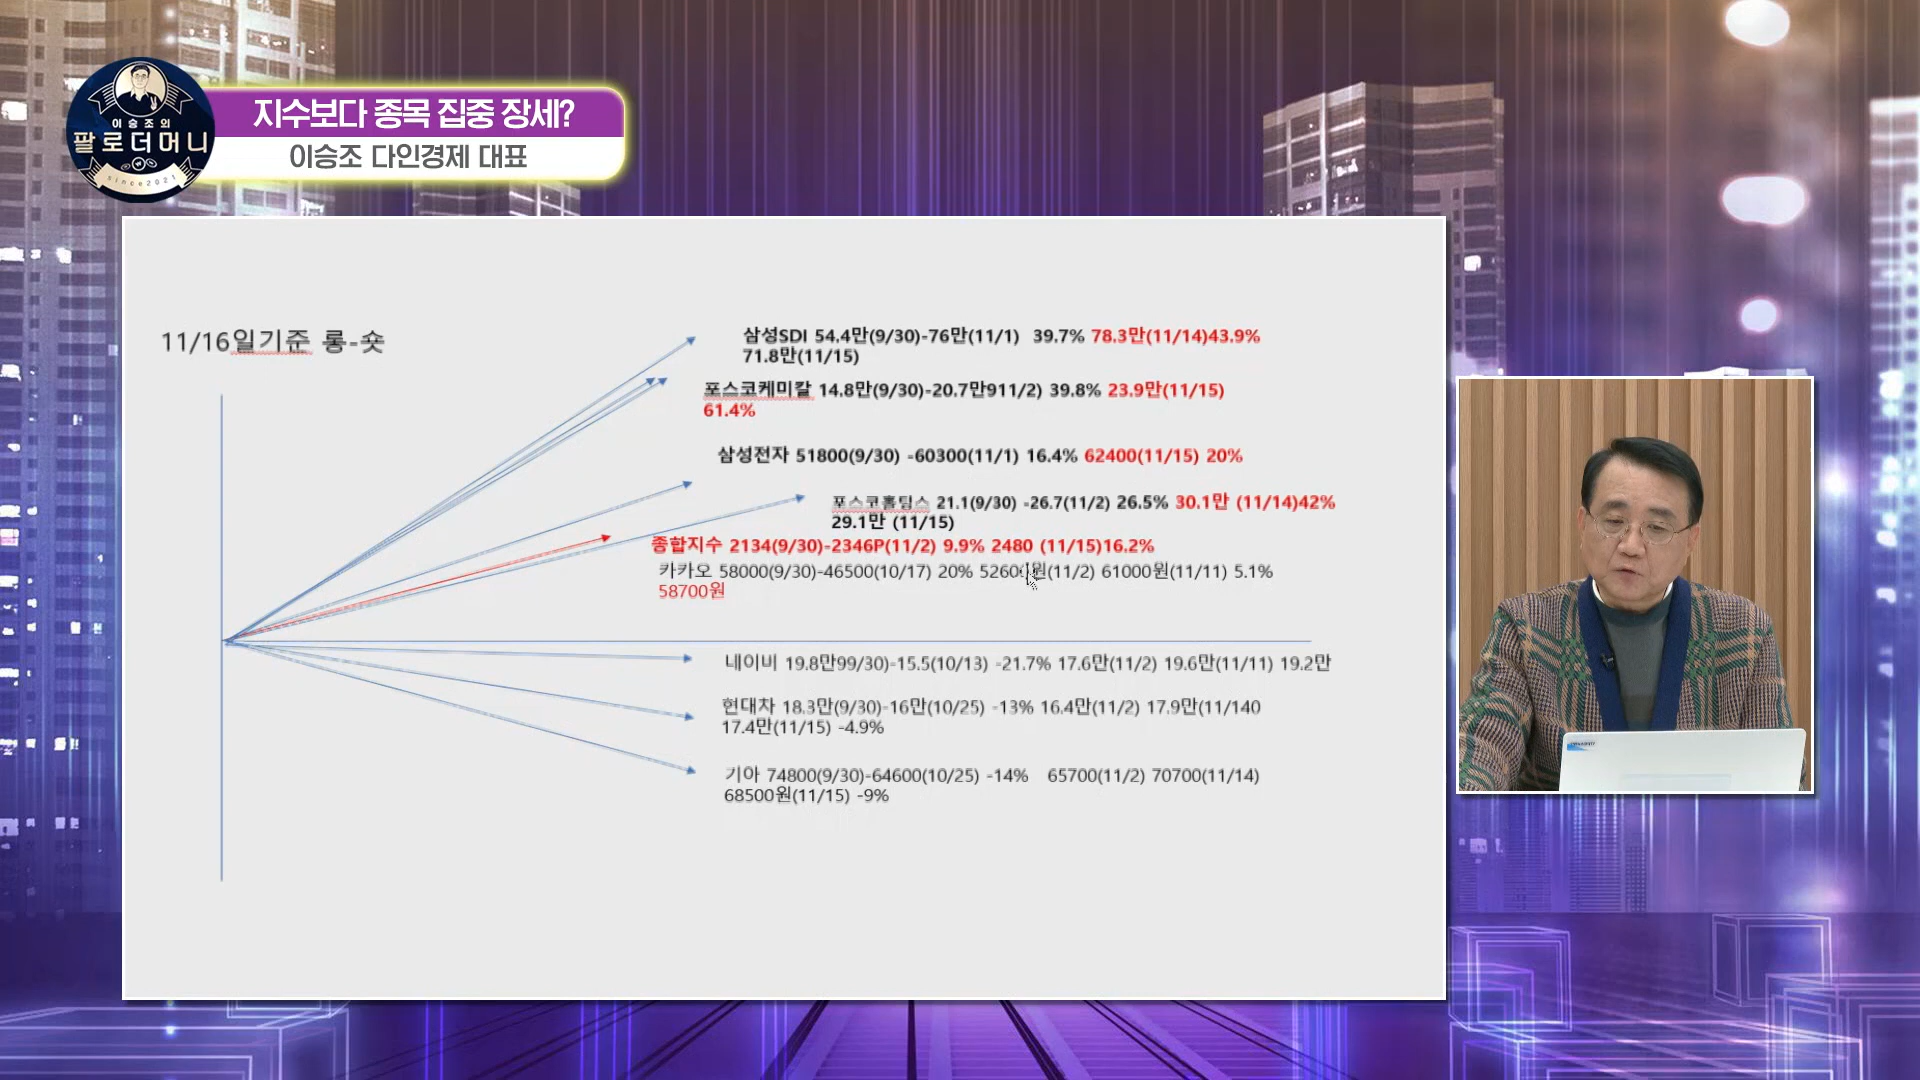 지수보다 종목 집중 장세?
이승조 다인경제 대표
이승조의
팔로더머니
since2021
11/16일기준 롱-숏
삼성SDI 54.4만(9/30)-76만(11/1) 39.7% 78.3만(11/14)43.9%
71.8만(11/15)
포스코케미칼 14.8만(9/30)-20.7만911/2) 39.8% 23.9만(11/15)
61.4%
삼성전자 51800(9/30) -60300(11/1) 16.4% 62400(11/15) 20%
포스코홀딩스 21.1(9/30) -26.7(11/2) 26.5% 30.1만 (11/14)42%
29.1만 (11/15)
종합지수 2134(9/30)-2346P(11/2) 9.9% 2480 (11/15)16.2%
카카오 58000(9/30)-46500(10/17) 20% 52600원(11/2) 61000원(11/11) 5.1%
58700원
네이비 19.8만99/30)-15.5(10/13) -21.7% 17.6만(11/2) 19.6만(11/11) 19.2만
현대차 18.3만(9/30)-16만(10/25) -13% 16.4만(11/2) 17.9만(11/140
17.4만(11/15) -4.9%
기아 74800(9/30)-64600(10/25) -14% 65700(11/2) 70700(11/14)
68500원(11/15) -9%